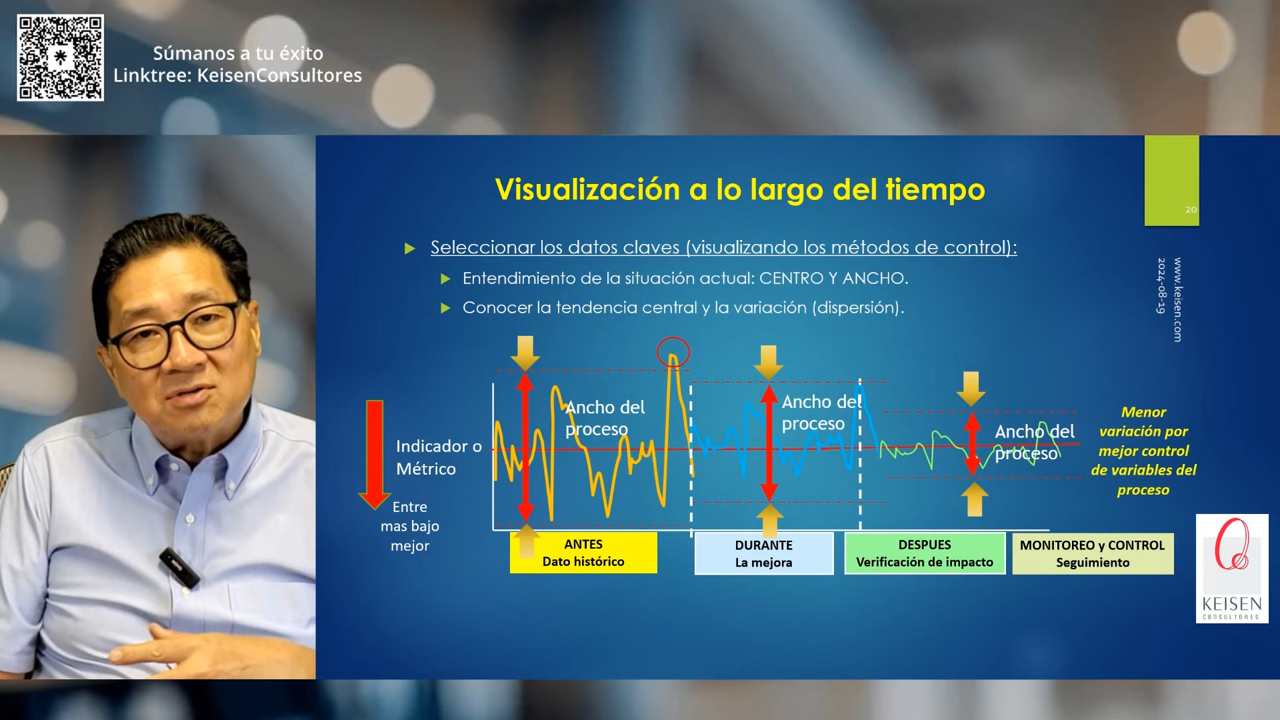 Súmanos a tu éxito
Linktree: KeisenConsultores
Visualización a lo largo del tiempo
20
www.keisen.com
2024-08-19
Seleccionar los datos claves (visualizando los métodos de control):
Entendimiento de la situación actual: CENTRO Y ANCHO.
Conocer la tendencia central y la variación (dispersión).
Indicador o
Métrico
Entre
mas bajo
mejor
Ancho del
proceso
Ancho del
proceso
Ancho del
proceso
Menor
variación por
mejor control
de variables del
proceso
ANTES
Dato histórico
DURANTE
La mejora
DESPUES
Verificación de impacto
MONITOREO y CONTROL
Seguimiento
KEISEN
CONSULTORES